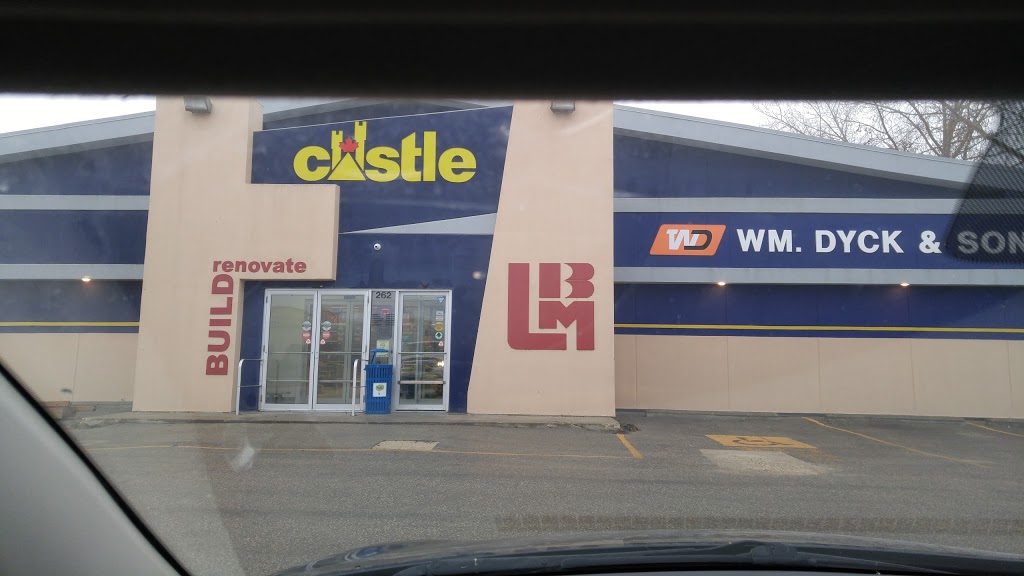 castle
renovate
BUILD
262
LBM
WD WM. DYCK & SON